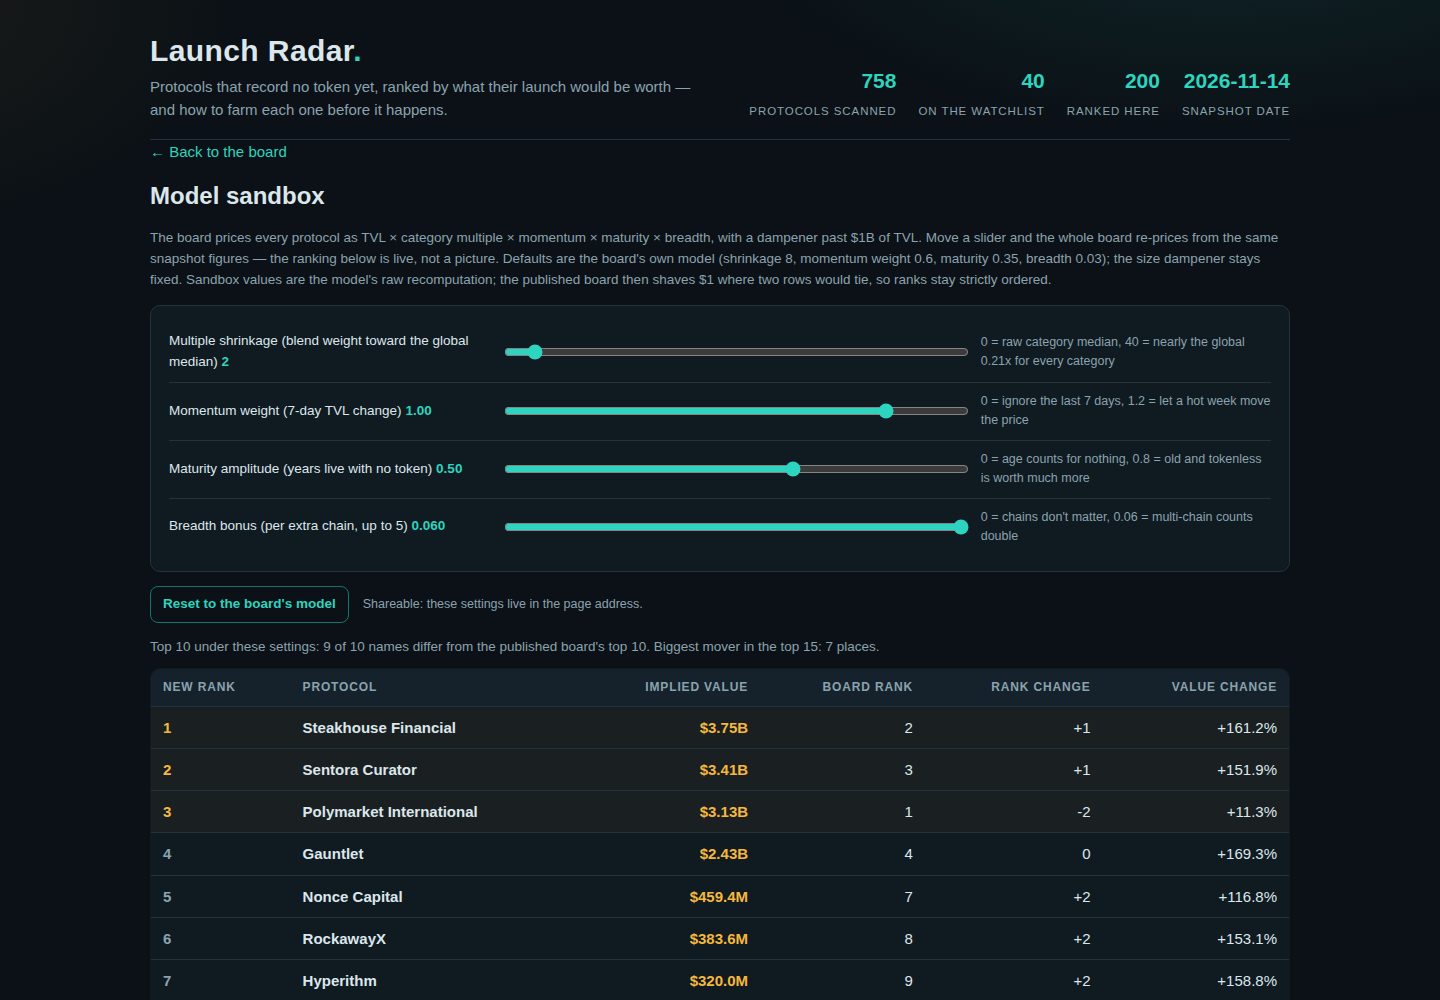 Launch Radar.
Protocols that record no token yet, ranked by what their launch would be worth —
and how to farm each one before it happens.
758
PROTOCOLS SCANNED
40
ON THE WATCHLIST
200
RANKED HERE
2026-11-14
SNAPSHOT DATE
← Back to the board
Model sandbox
The board prices every protocol as TVL × category multiple × momentum × maturity × breadth, with a dampener past $1B of TVL. Move a slider and the whole board re-prices from the same
snapshot figures — the ranking below is live, not a picture. Defaults are the board's own model (shrinkage 8, momentum weight 0.6, maturity 0.35, breadth 0.03); the size dampener stays
fixed. Sandbox values are the model's raw recomputation; the published board then shaves $1 where two rows would tie, so ranks stay strictly ordered.
Multiple shrinkage (blend weight toward the global
median) 2
0 = raw category median, 40 = nearly the global
0.21x for every category
Momentum weight (7-day TVL change) 1.00
0 = ignore the last 7 days, 1.2 = let a hot week move
the price
Maturity amplitude (years live with no token) 0.50
0 = age counts for nothing, 0.8 = old and tokenless
is worth much more
Breadth bonus (per extra chain, up to 5) 0.060
0 = chains don't matter, 0.06 = multi-chain counts
double
Reset to the board's model
Shareable: these settings live in the page address.
Top 10 under these settings: 9 of 10 names differ from the published board's top 10. Biggest mover in the top 15: 7 places.
NEW RANK PROTOCOL IMPLIED VALUE BOARD RANK RANK CHANGE VALUE CHANGE
1 Steakhouse Financial $3.75B 2 +1 +161.2%
2 Sentora Curator $3.41B 3 +1 +151.9%
3 Polymarket International $3.13B 1 -2 +11.3%
4 Gauntlet $2.43B 4 0 +169.3%
5 Nonce Capital $459.4M 7 +2 +116.8%
6 RockawayX $383.6M 8 +2 +153.1%
7 Hyperithm $320.0M 9 +2 +158.8%